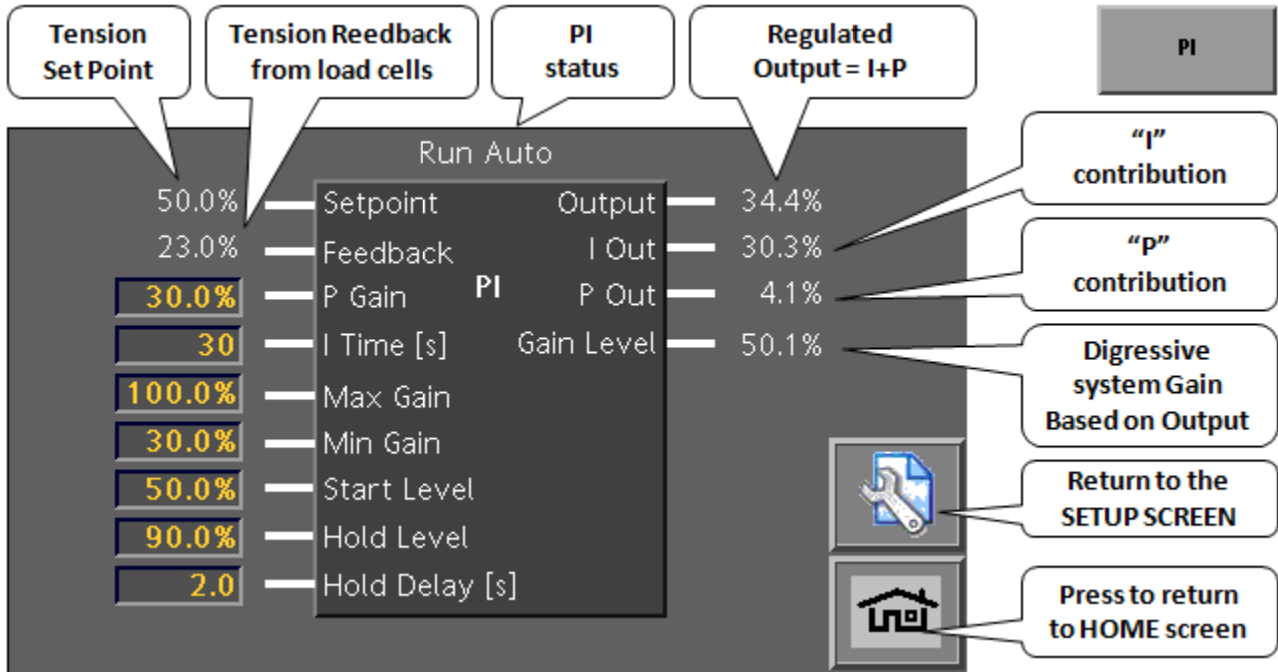 Tension
Set Point
Tension Reedback
from load cells
PI
status
Regulated
Output = I+P
PI
Run Auto
50.0% Setpoint Output 34.4%
23.0% Feedback I Out 30.3%
30.0% P Gain PI P Out 4.1%
30 I Time [s] Gain Level 50.1%
100.0% Max Gain
30.0% Min Gain
50.0% Start Level
90.0% Hold Level
2.0 Hold Delay [s]
“I”
contribution
“P”
contribution
Digressive
system Gain
Based on Output
Return to the
SETUP SCREEN
Press to return
to HOME screen